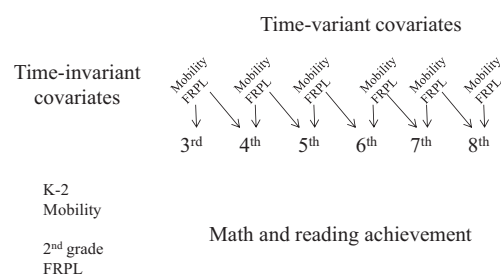 Time-variant covariates
Time-invariant
covariates
Mobility
FRPL
Mobility
FRPL
Mobility
FRPL
Mobility
FRPL
Mobility
FRPL
Mobility
FRPL
3rd 4th 5th 6th 7th 8th
K-2
Mobility
2nd grade
FRPL
Math and reading achievement